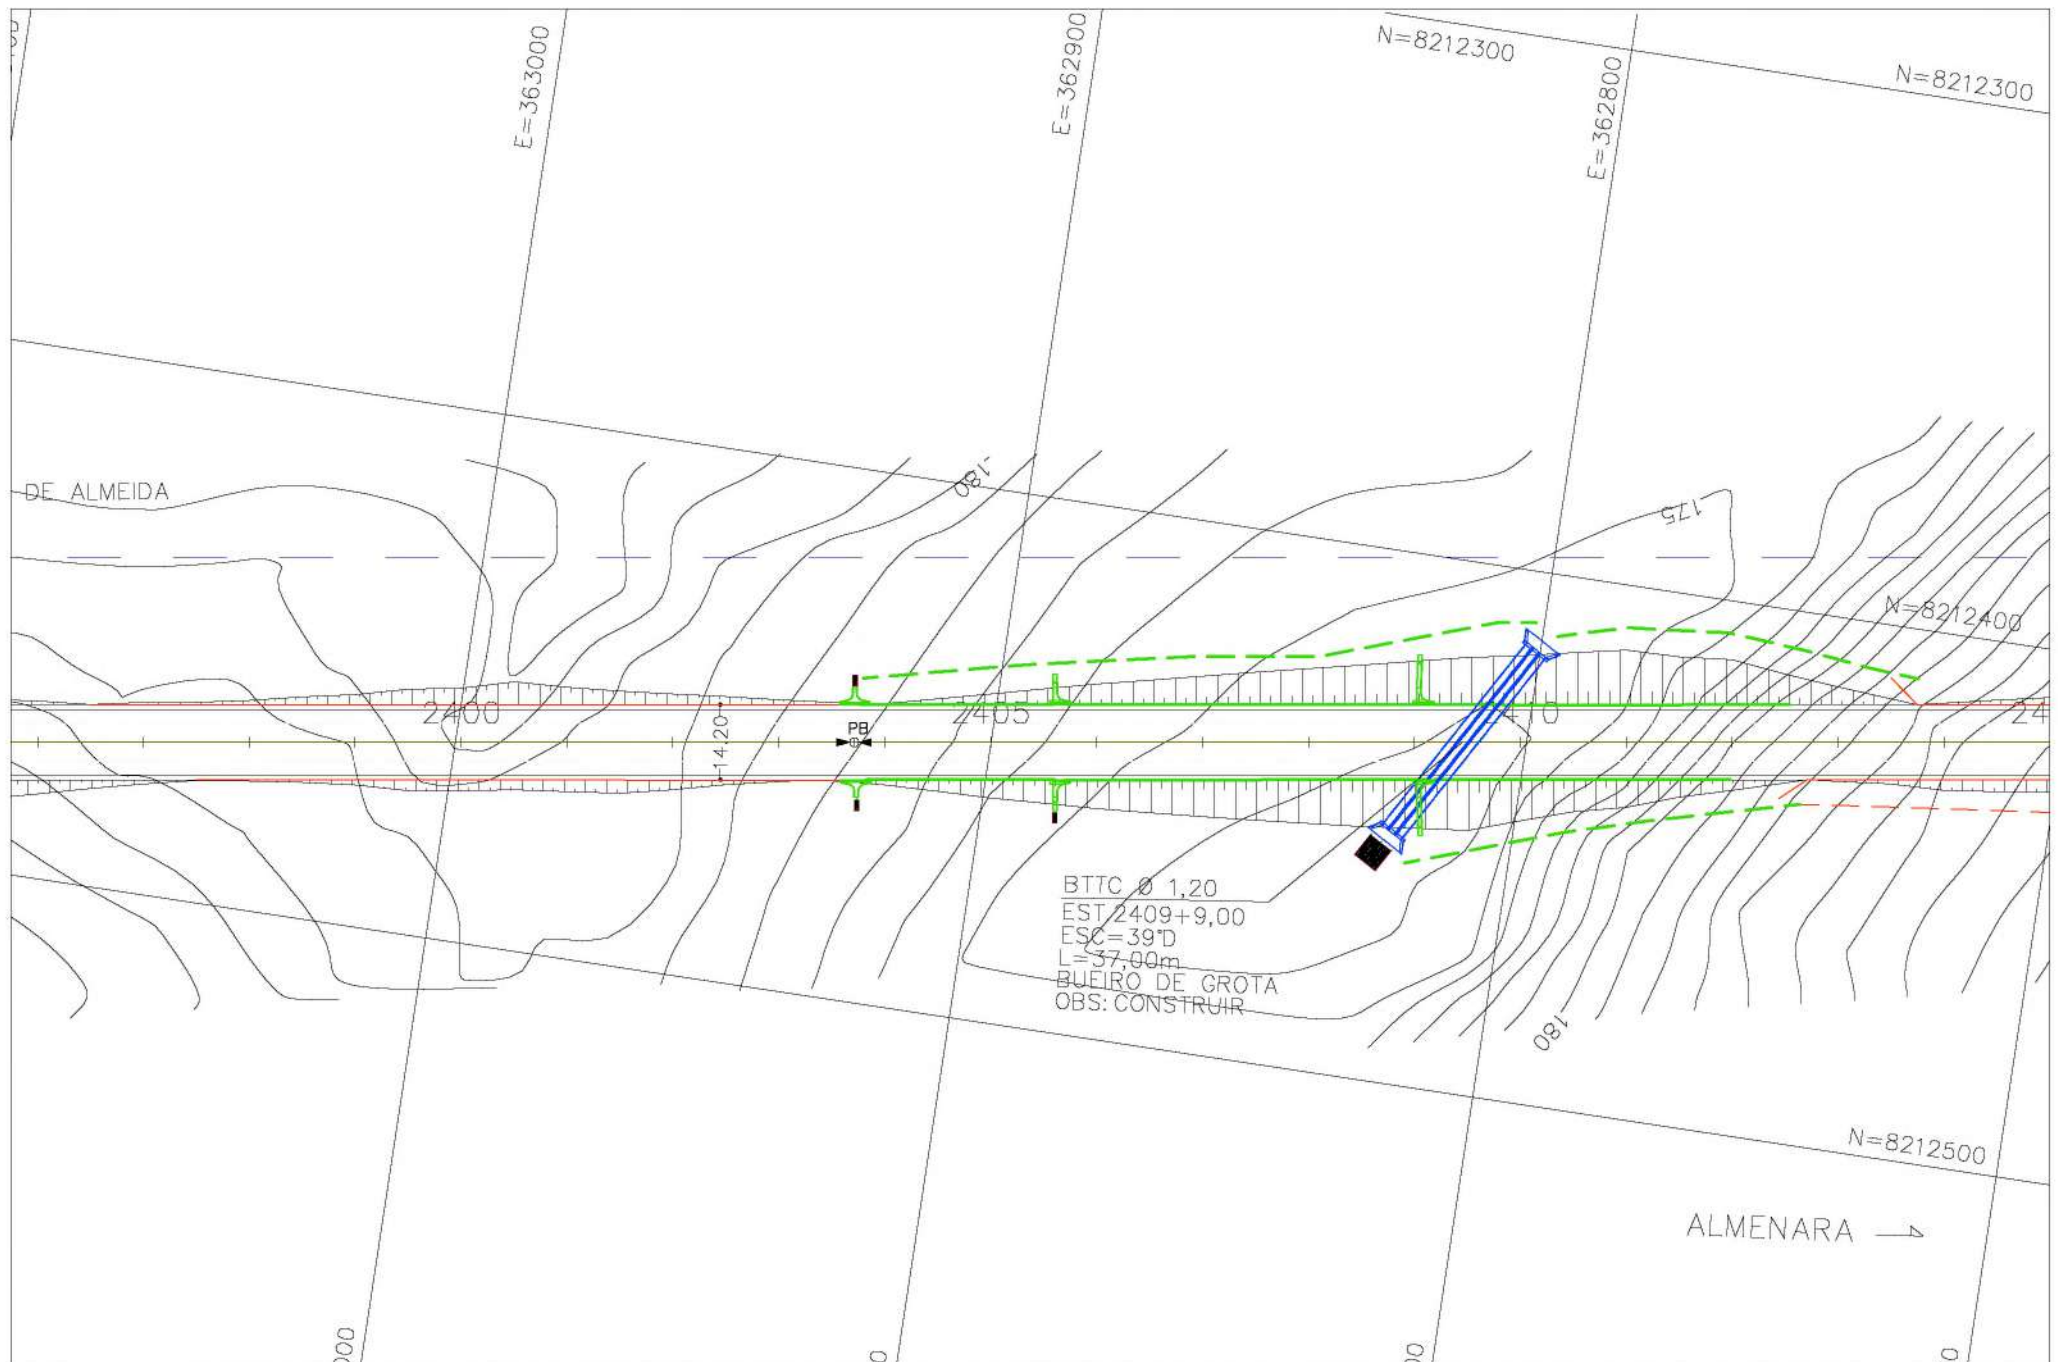 E=363000
E=362900
N=8212300
E=362800
N=8212300
DE ALMEIDA
180
175
N=8212400
2400
2405
24
14.20
PB
BTTC Ø 1,20
EST.2409+9,00
ESC=39°D
L=37,00m
BUEIRO DE GROTA
OBS: CONSTRUIR
180
N=8212500
ALMENARA